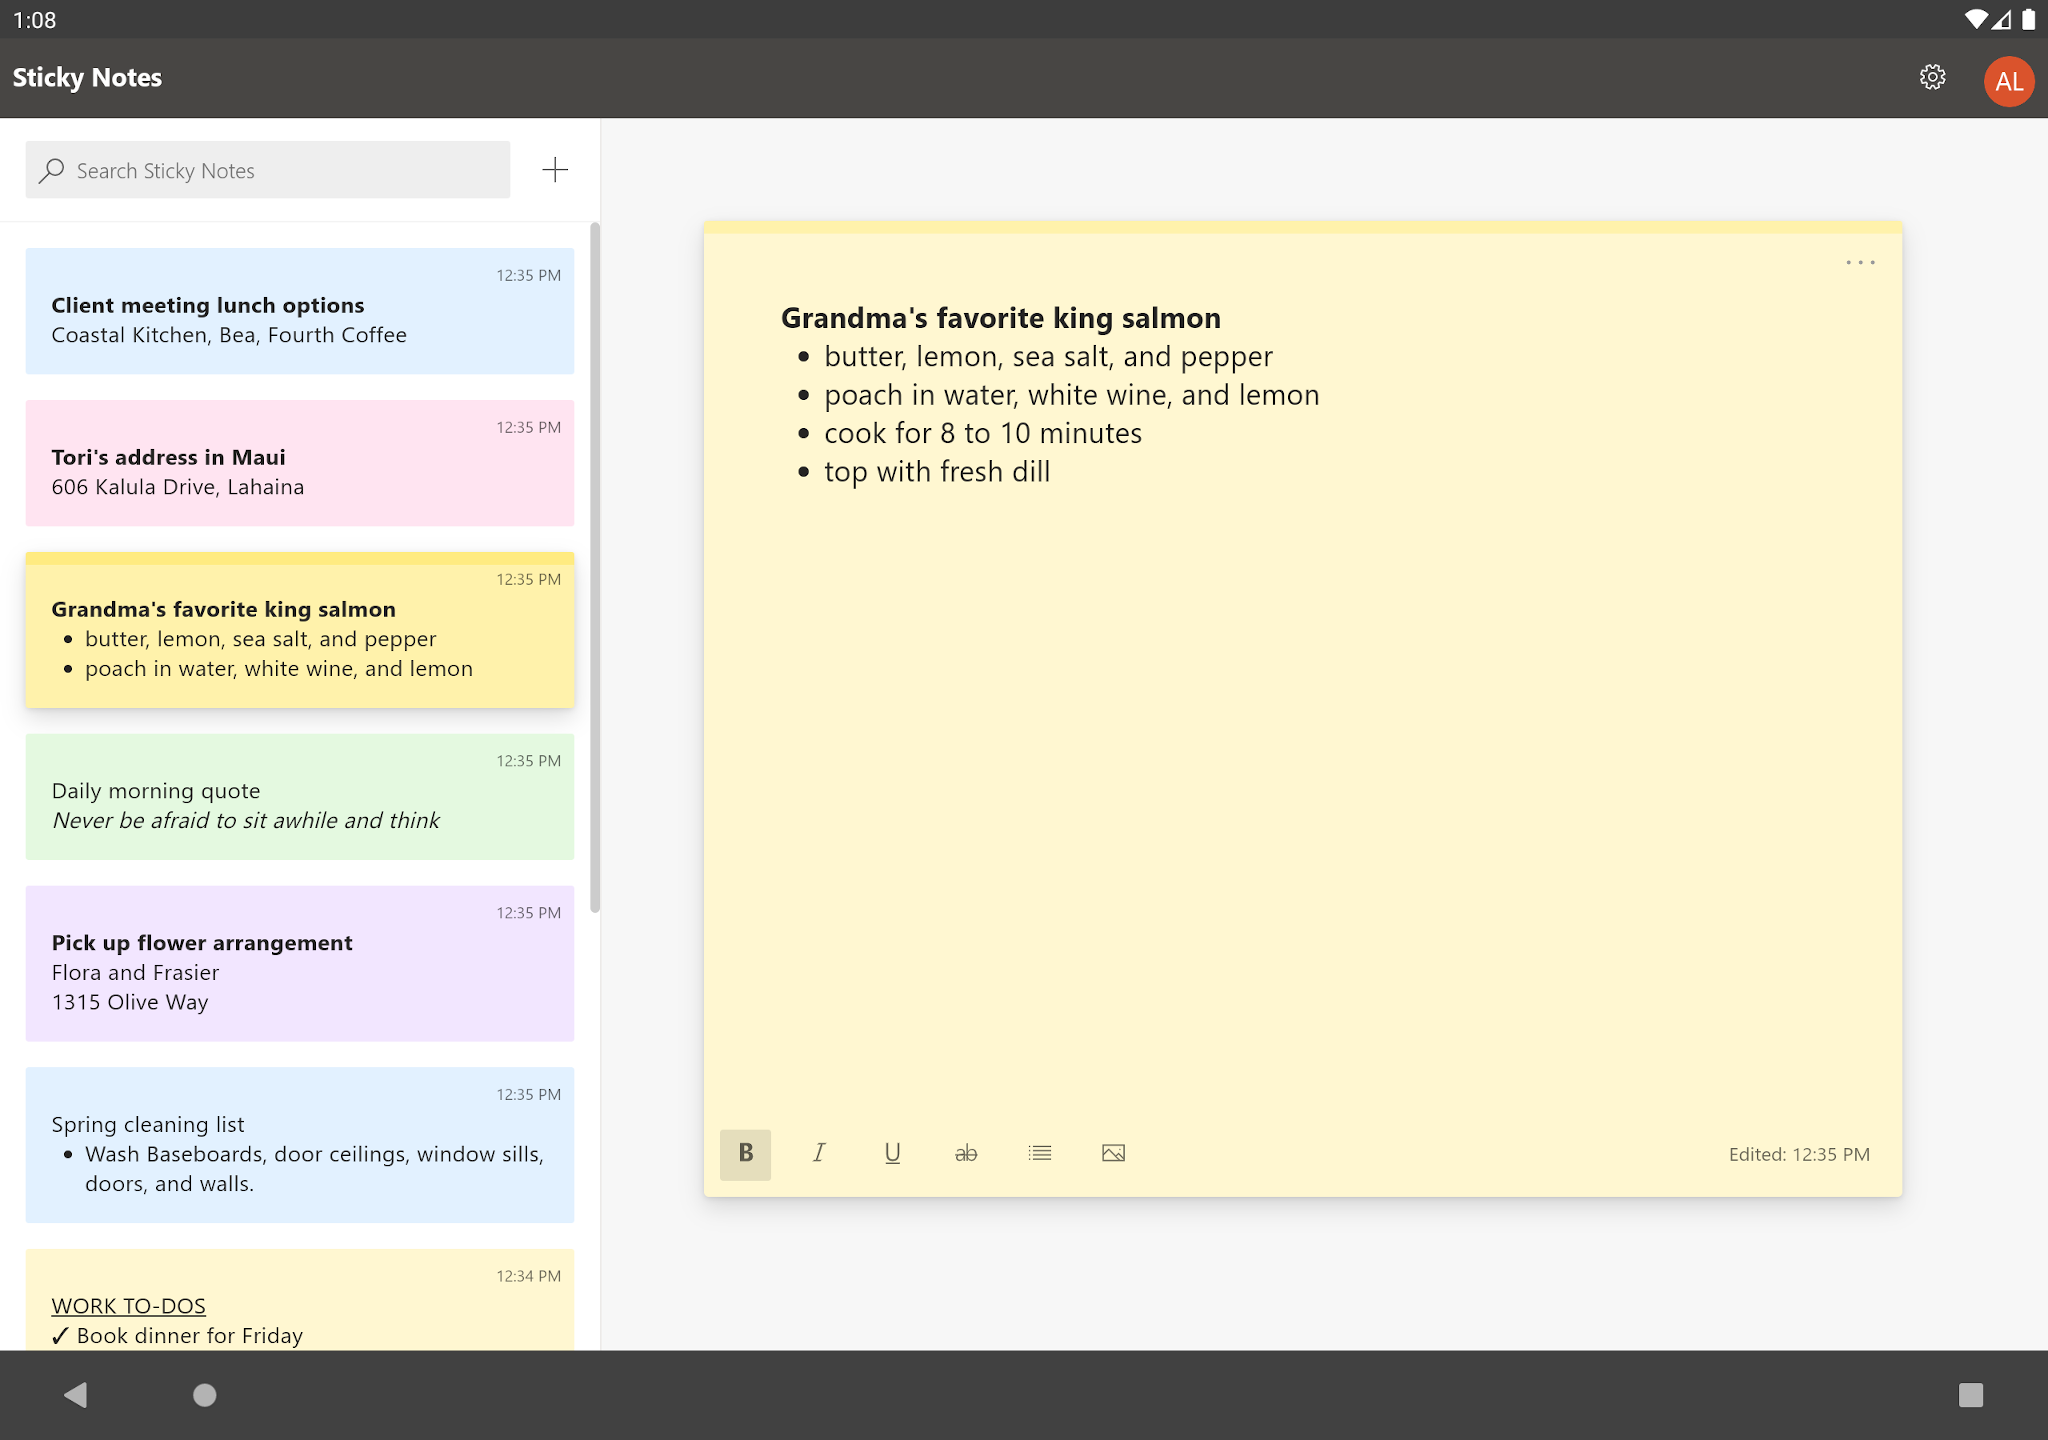 1:08
Sticky Notes
AL
Search Sticky Notes
12:35 PM
Client meeting lunch options
Coastal Kitchen, Bea, Fourth Coffee
12:35 PM
Tori's address in Maui
606 Kalula Drive, Lahaina
12:35 PM
Grandma's favorite king salmon
• butter, lemon, sea salt, and pepper
• poach in water, white wine, and lemon
12:35 PM
Daily morning quote
Never be afraid to sit awhile and think
12:35 PM
Pick up flower arrangement
Flora and Frasier
1315 Olive Way
12:35 PM
Spring cleaning list
• Wash Baseboards, door ceilings, window sills,
doors, and walls.
12:34 PM
WORK TO-DOS
✓ Book dinner for Friday
Grandma's favorite king salmon
• butter, lemon, sea salt, and pepper
• poach in water, white wine, and lemon
• cook for 8 to 10 minutes
• top with fresh dill
B I U ab
Edited: 12:35 PM